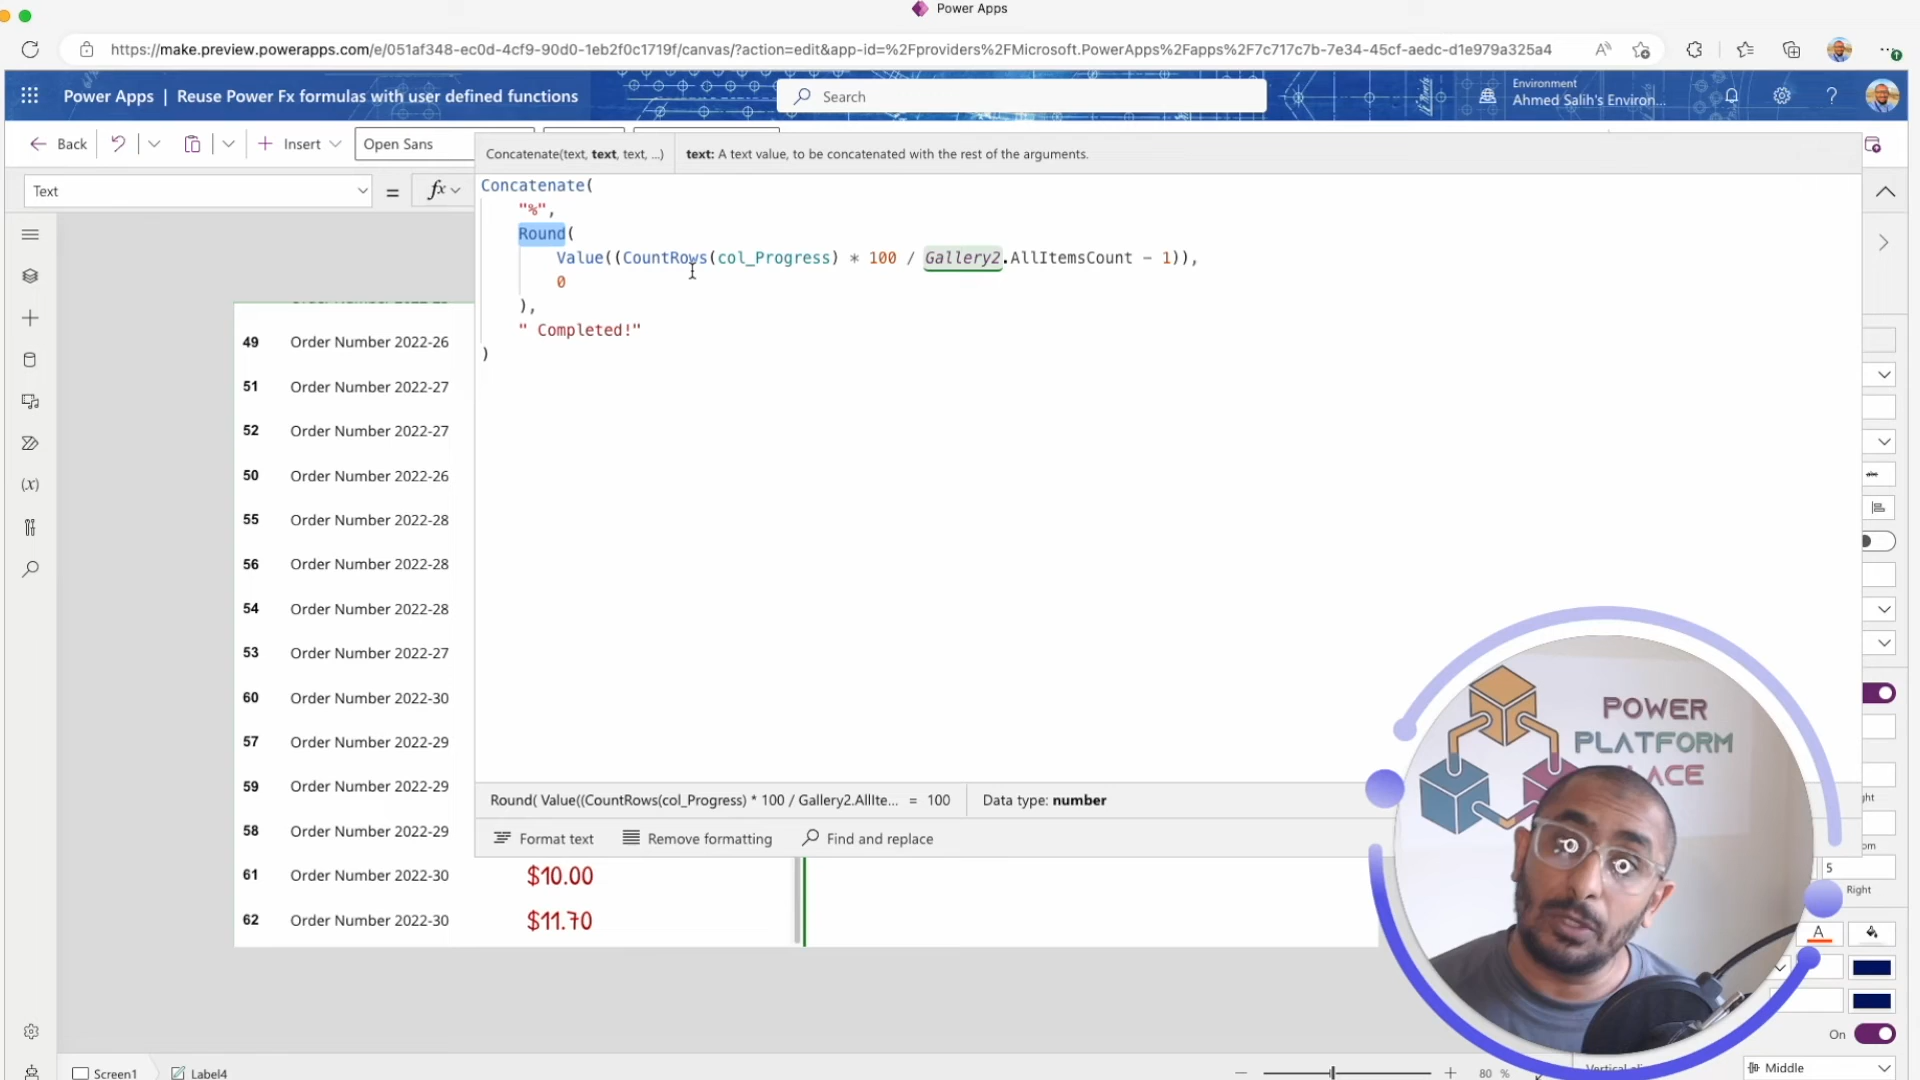 Power Apps
https://make.preview.powerapps.com/e/051af348-ec0d-4cf9-90d0-1eb2f0c1719f/canvas/?action=edit&app-id=%2Fproviders%2FMicrosoft.PowerApps%2Fapps%2F7c717c7b-7e34-45cf-aedc-d1e979a325a4
Power Apps | Reuse Power Fx formulas with user defined functions
Search
Environment
Ahmed Salih's Environ...
Back
Insert
Open Sans
Concatenate(text, text, text, ...)
text: A text value, to be concatenated with the rest of the arguments.
Text
=
fx
Concatenate(
"%",
Round(
Value((CountRows(col_Progress) * 100 / Gallery2.AllItemsCount - 1)),
0
),
" Completed!"
)
49 Order Number 2022-26
51 Order Number 2022-27
52 Order Number 2022-27
50 Order Number 2022-26
55 Order Number 2022-28
56 Order Number 2022-28
54 Order Number 2022-28
53 Order Number 2022-27
60 Order Number 2022-30
57 Order Number 2022-29
59 Order Number 2022-29
58 Order Number 2022-29
61 Order Number 2022-30 $10.00
62 Order Number 2022-30 $11.70
Round( Value((CountRows(col_Progress) * 100 / Gallery2.AllIte... = 100
Data type: number
Format text
Remove formatting
Find and replace
POWER
PLATFORM
5
Right
On
Middle
Screen1
Label4
80 %